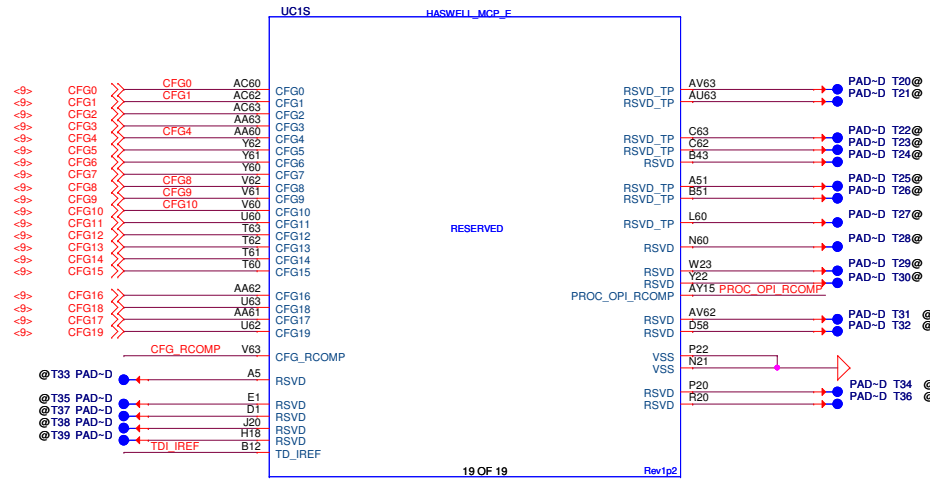 UC1S HASWELL_MCP_E
<9> CFG0 CFG0 AC60 CFG0
<9> CFG1 CFG1 AC62 CFG1
<9> CFG2 AC63 CFG2
<9> CFG3 AA63 CFG3
<9> CFG4 CFG4 AA60 CFG4
<9> CFG5 Y62 CFG5
<9> CFG6 Y61 CFG6
<9> CFG7 Y60 CFG7
<9> CFG8 CFG8 V62 CFG8
<9> CFG9 CFG9 V61 CFG9
<9> CFG10 CFG10 V60 CFG10
<9> CFG11 U60 CFG11
<9> CFG12 T63 CFG12
<9> CFG13 T62 CFG13
<9> CFG14 T61 CFG14
<9> CFG15 T60 CFG15
<9> CFG16 AA62 CFG16
<9> CFG18 U63 CFG18
<9> CFG17 AA61 CFG17
<9> CFG19 U62 CFG19
CFG_RCOMP V63 CFG_RCOMP
@T33 PAD~D A5 RSVD
@T35 PAD~D E1 RSVD
@T37 PAD~D D1 RSVD
@T38 PAD~D J20 RSVD
@T39 PAD~D H18 RSVD
TDI_IREF B12 TD_IREF
RESERVED
RSVD_TP AV63 PAD~D T20@
RSVD_TP AU63 PAD~D T21@
RSVD_TP C63 PAD~D T22@
RSVD_TP C62 PAD~D T23@
RSVD B43 PAD~D T24@
RSVD_TP A51 PAD~D T25@
RSVD_TP B51 PAD~D T26@
RSVD_TP L60 PAD~D T27@
RSVD N60 PAD~D T28@
RSVD W23 PAD~D T29@
RSVD Y22 PAD~D T30@
PROC_OPI_RCOMP AY15 PROC_OPI_RCOMP
RSVD AV62 PAD~D T31 @
RSVD D58 PAD~D T32 @
VSS P22
VSS N21
RSVD P20 PAD~D T34 @
RSVD R20 PAD~D T36 @
19 OF 19 Rev1p2